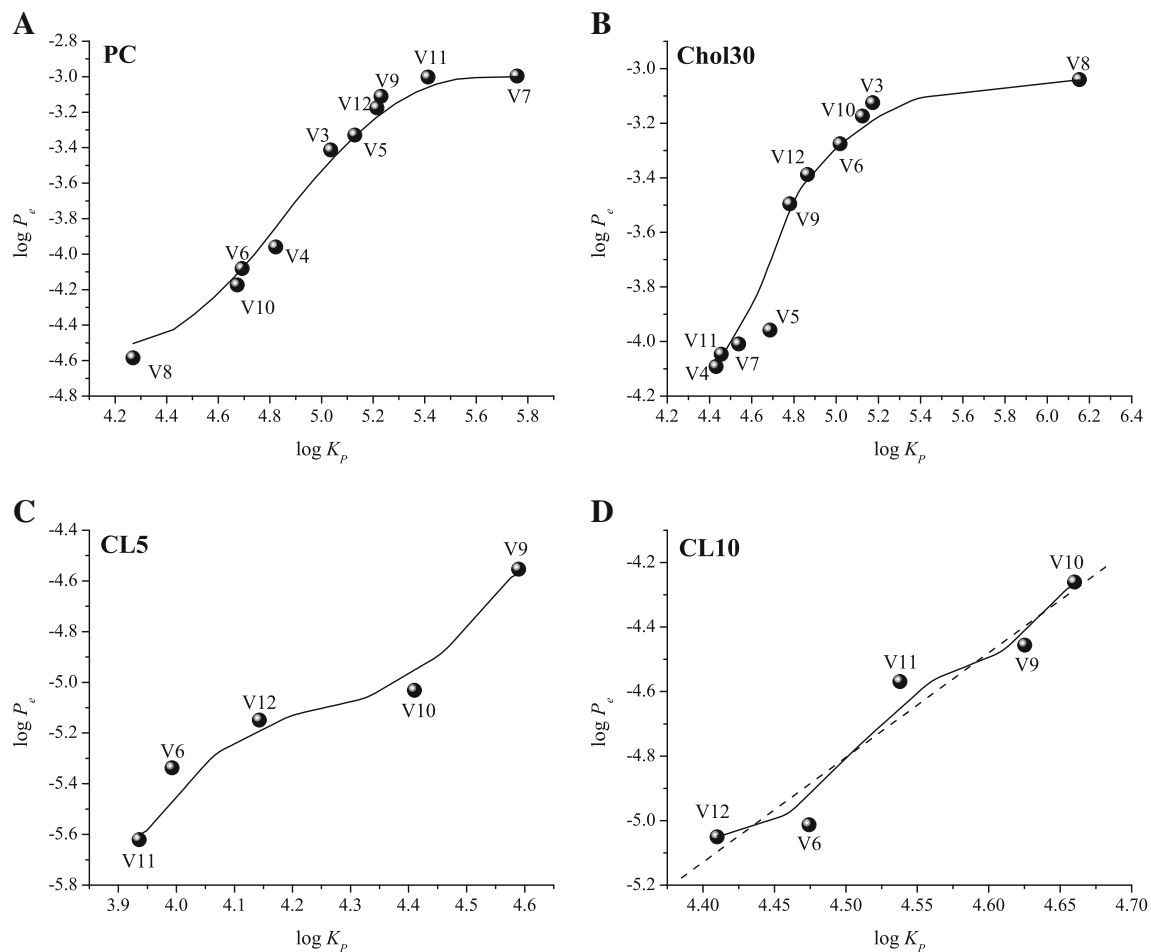 A
PC
-2.8
-3.0
-3.2
-3.4
-3.6
-3.8
-4.0
-4.2
-4.4
-4.6
-4.8
log Pe
V11
V9
V7
V12
V3
V5
V6
V4
V10
V8
4.2 4.4 4.6 4.8 5.0 5.2 5.4 5.6 5.8
log KP
B
Chol30
-3.0
-3.2
-3.4
-3.6
-3.8
-4.0
-4.2
log Pe
V8
V3
V10
V12
V6
V9
V5
V11
V7
V4
4.2 4.4 4.6 4.8 5.0 5.2 5.4 5.6 5.8 6.0 6.2 6.4
log KP
C
CL5
-4.4
-4.6
-4.8
-5.0
-5.2
-5.4
-5.6
-5.8
log Pe
V9
V12
V10
V6
V11
3.9 4.0 4.1 4.2 4.3 4.4 4.5 4.6
log KP
D
CL10
-4.2
-4.4
-4.6
-4.8
-5.0
-5.2
log Pe
V10
V11
V9
V12
V6
4.40 4.45 4.50 4.55 4.60 4.65 4.70
log KP